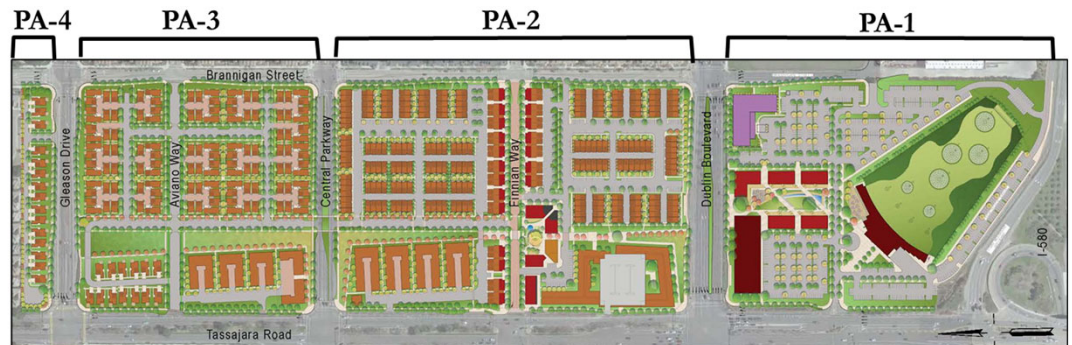 PA-4
PA-3
PA-2
PA-1
Brannigan Street
Gleason Drive
Aviano Way
Central Parkway
Finnian Way
Dublin Boulevard
I-580
Tassajara Road